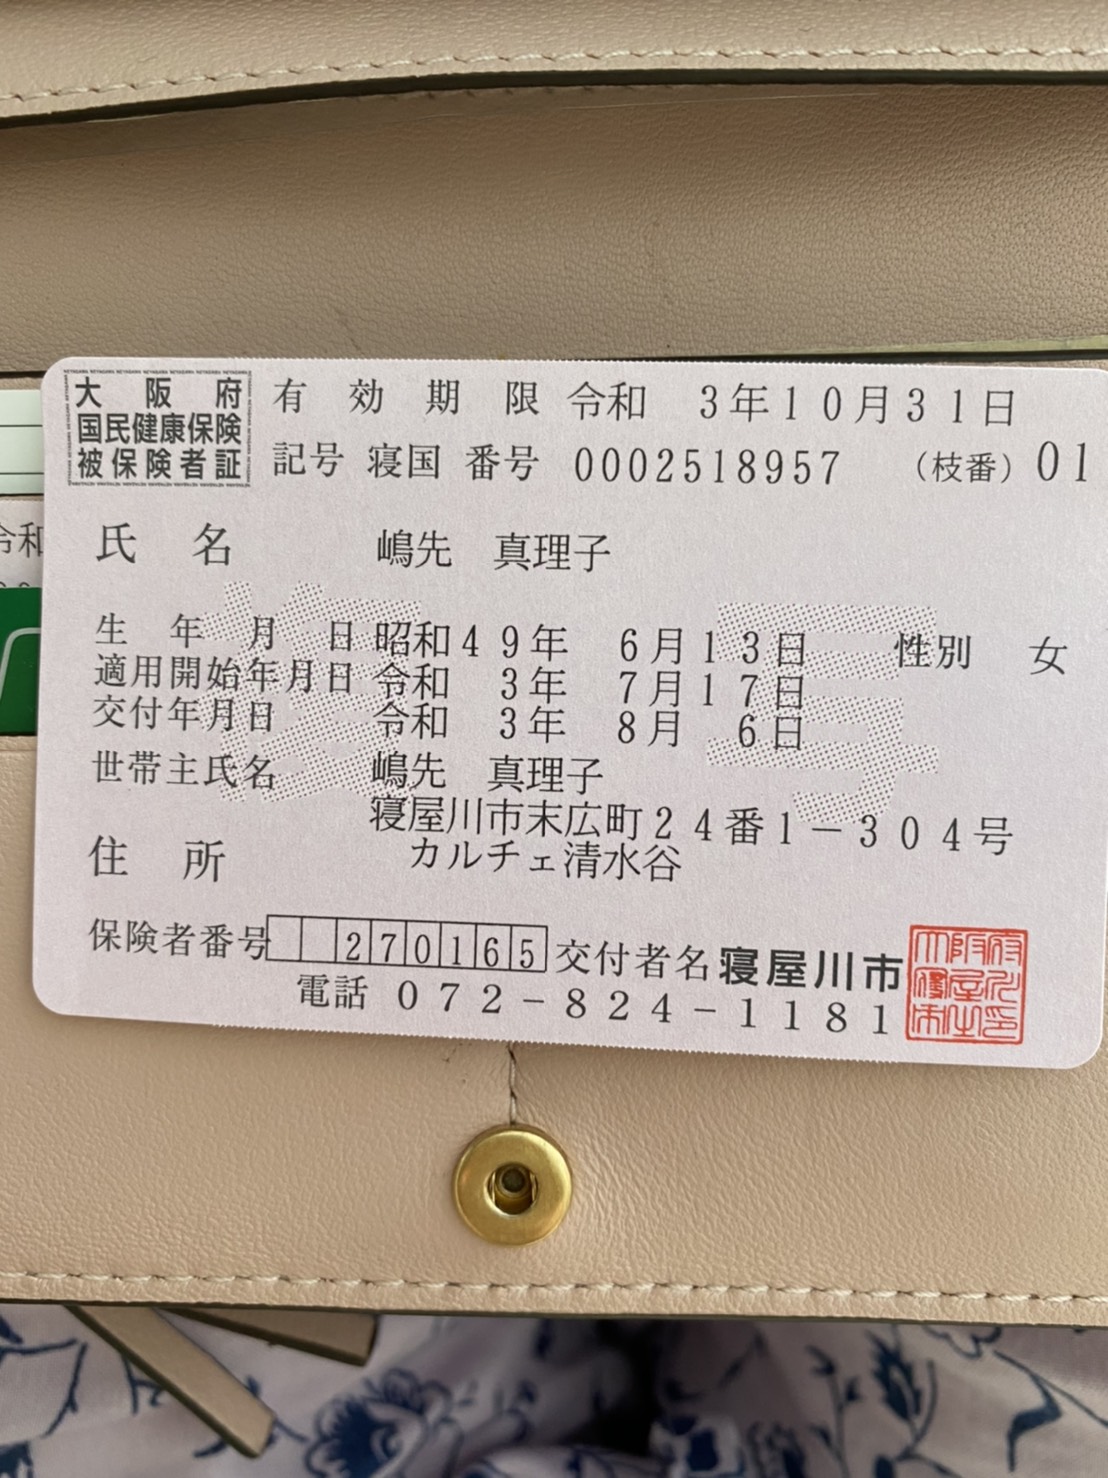 大阪府
国民健康保険
被保険者証
有効期限 令和 3年10月31日
記号 寝国 番号 0002518957 （枝番）01
氏名 嶋先 真理子
生年月日 昭和49年 6月13日 性別 女
適用開始年月日 令和 3年 7月17日
交付年月日 令和 3年 8月 6日
世帯主氏名 嶋先 真理子
住所 寝屋川市末広町24番1－304号
カルチェ清水谷
保険者番号 270165 交付者名 寝屋川市
電話 072－824－1181
複写
令和